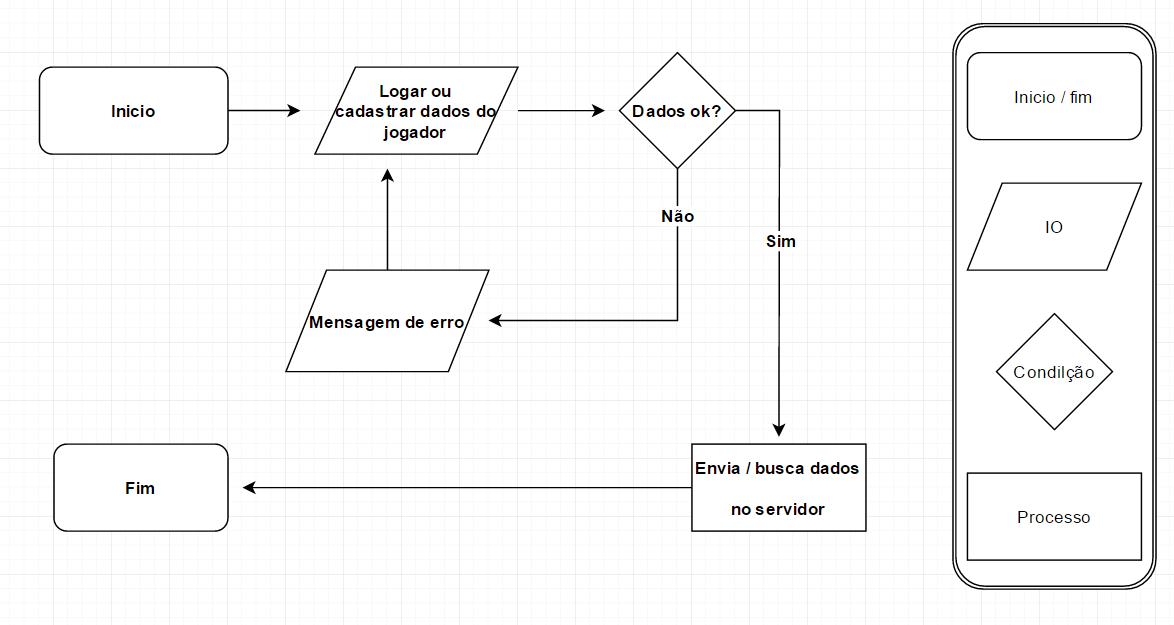 Inicio
Logar ou
cadastrar dados do
jogador
Dados ok?
Não
Sim
Mensagem de erro
Envia / busca dados
no servidor
Fim
Inicio / fim
IO
Condilção
Processo